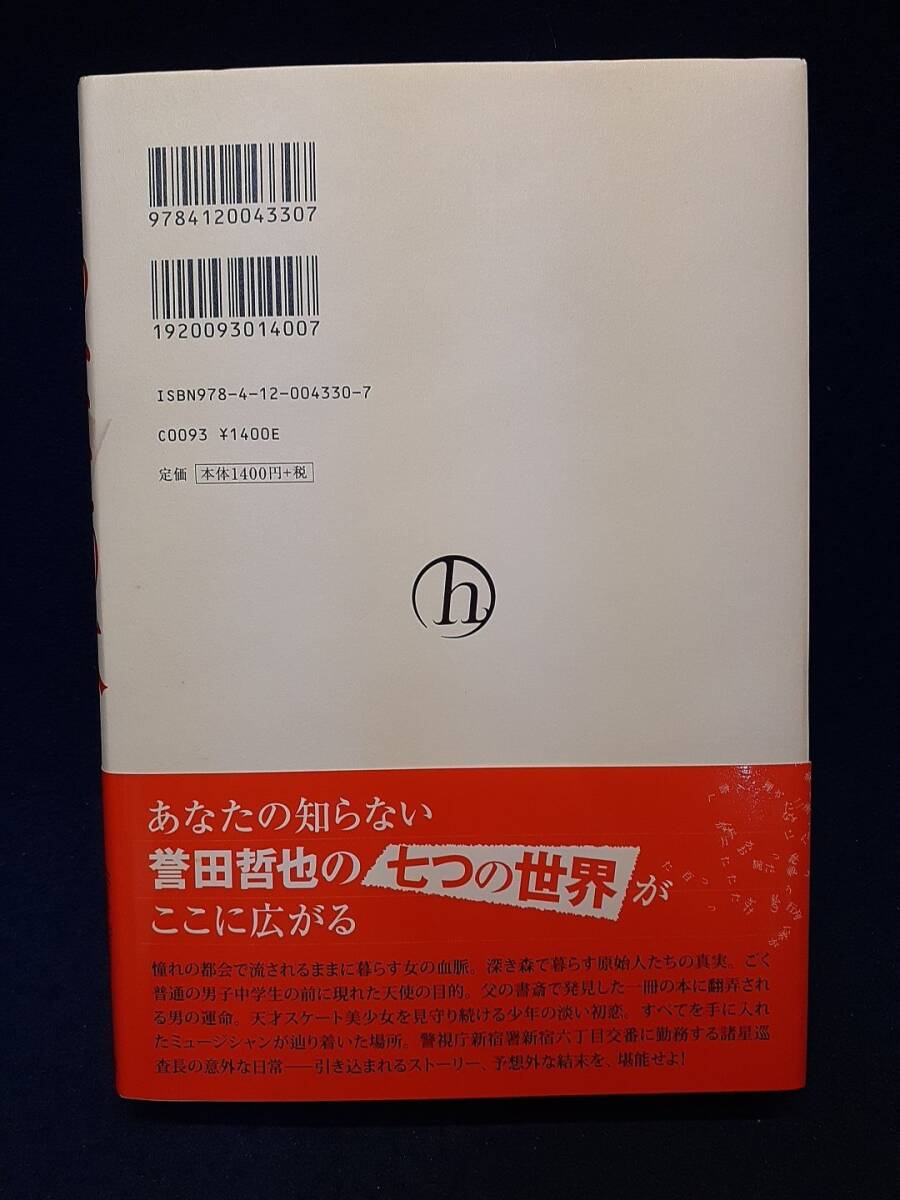 9784120043307
1920093014007
ISBN978-4-12-004330-7
C0093 ¥1400E
定価 本体1400円+税
h
あなたの知らない
誉田哲也の七つの世界が
ここに広がる
憧れの都会で流されるままに暮らす女の血脈。深き森で暮らす原始人たちの真実。ごく
普通の男子中学生の前に現れた天使の目的。父の書斎で発見した一冊の本に翻弄され
る男の運命。天才スケート美少女を見守り続ける少年の淡い初恋。すべてを手に入れ
たミュージシャンが辿り着いた場所。警視庁新宿署新宿六丁目交番に勤務する諸星巡
査長の意外な日常――引き込まれるストーリー、予想外な結末を、堪能せよ!